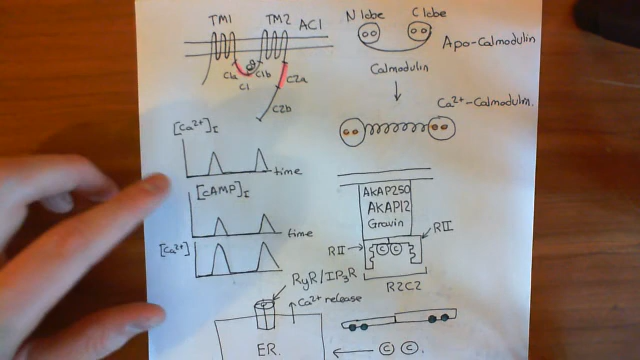 TM1 TM2 AC1
C1a C1b C2a
C1
C2b
N lobe C lobe
Apo-Calmodulin
Calmodulin
Ca2+-Calmodulin.
[Ca2+]I
time
[cAMP]I
time
[Ca2+]
AKAP250
AKAP12
Gravin
RII RII
C C
R2C2
RyR/IP3R
Ca2+ release
ER.
C C